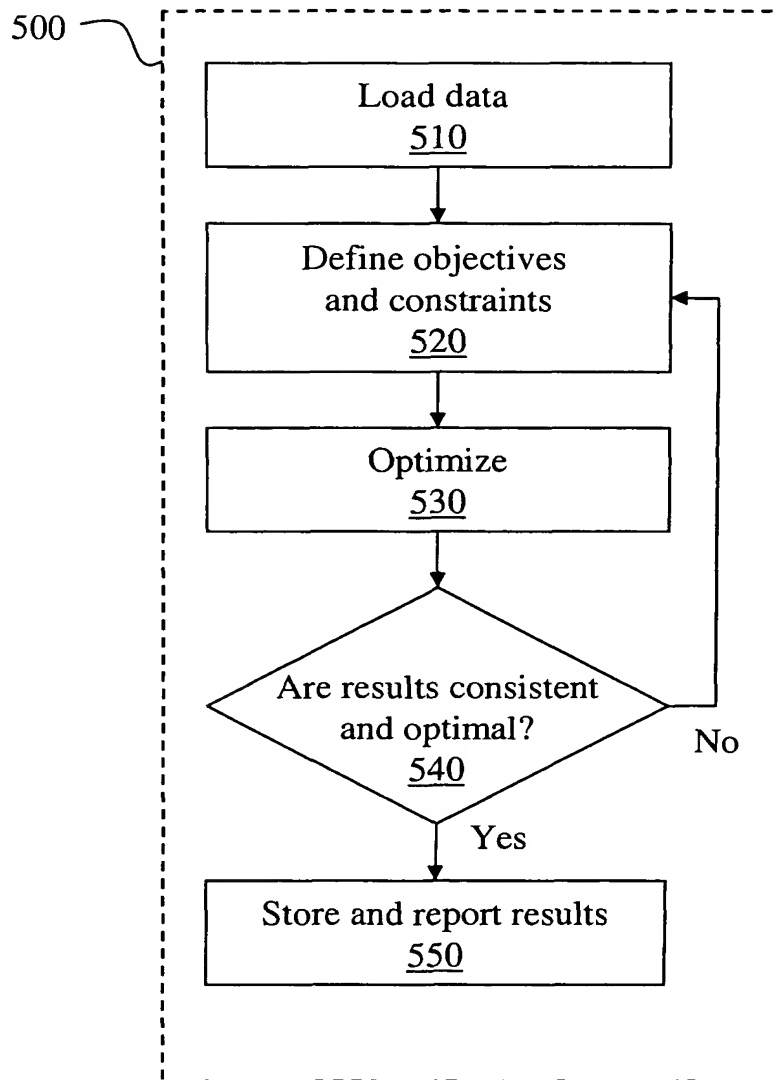 500
Load data
510
Define objectives
and constraints
520
Optimize
530
Are results consistent
and optimal?
540
No
Yes
Store and report results
550